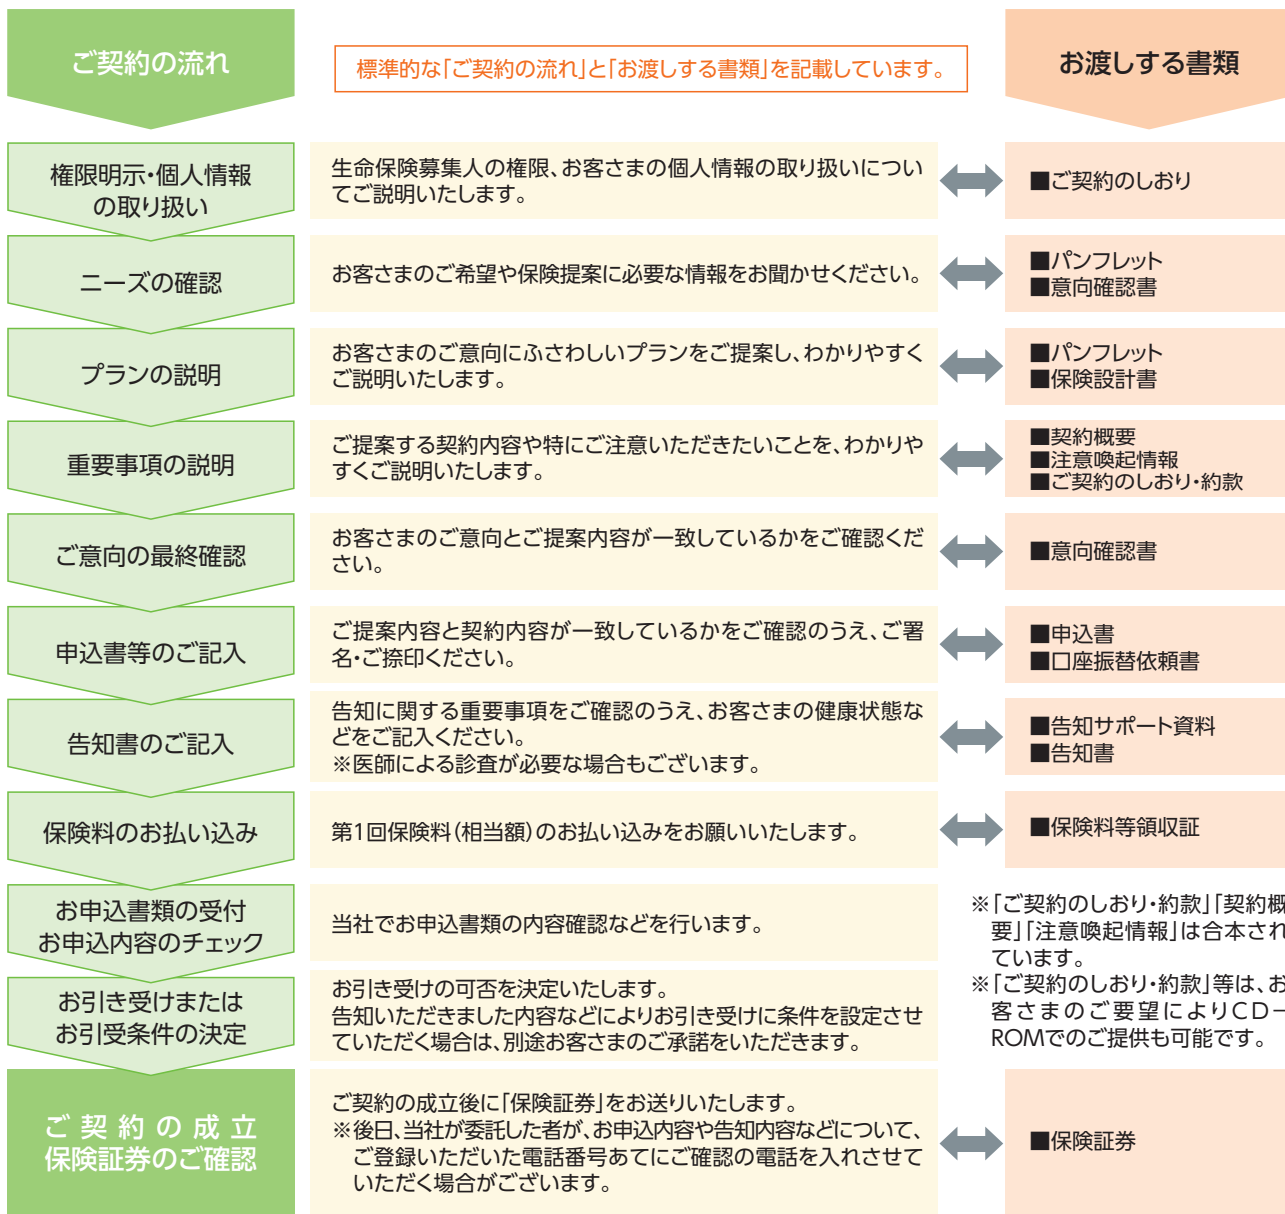 ご契約の流れ
標準的な「ご契約の流れ」と「お渡しする書類」を記載しています。
お渡しする書類
権限明示・個人情報
の取り扱い
生命保険募集人の権限、お客さまの個人情報の取り扱いについ
てご説明いたします。
■ご契約のしおり
ニーズの確認
お客さまのご希望や保険提案に必要な情報をお聞かせください。
■パンフレット
■意向確認書
プランの説明
お客さまのご意向にふさわしいプランをご提案し、わかりやすく
ご説明いたします。
■パンフレット
■保険設計書
重要事項の説明
ご提案する契約内容や特にご注意いただきたいことを、わかりや
すくご説明いたします。
■契約概要
■注意喚起情報
■ご契約のしおり・約款
ご意向の最終確認
お客さまのご意向とご提案内容が一致しているかをご確認くだ
さい。
■意向確認書
申込書等のご記入
ご提案内容と契約内容が一致しているかをご確認のうえ、ご署
名・ご捺印ください。
■申込書
■口座振替依頼書
告知書のご記入
告知に関する重要事項をご確認のうえ、お客さまの健康状態な
どをご記入ください。
※医師による診査が必要な場合もございます。
■告知サポート資料
■告知書
保険料のお払い込み
第1回保険料（相当額）のお払い込みをお願いいたします。
■保険料等領収証
お申込書類の受付
お申込内容のチェック
当社でお申込書類の内容確認などを行います。
※「ご契約のしおり・約款」「契約概
要」「注意喚起情報」は合本され
ています。
※「ご契約のしおり・約款」等は、お
客さまのご要望によりCD－
ROMでのご提供も可能です。
お引き受けまたは
お引受条件の決定
お引き受けの可否を決定いたします。
告知いただきました内容などによりお引き受けに条件を設定させ
ていただく場合は、別途お客さまのご承諾をいただきます。
ご契約の成立
保険証券のご確認
ご契約の成立後に「保険証券」をお送りいたします。
※後日、当社が委託した者が、お申込内容や告知内容などについて、
ご登録いただいた電話番号あてにご確認の電話を入れさせて
いただく場合がございます。
■保険証券